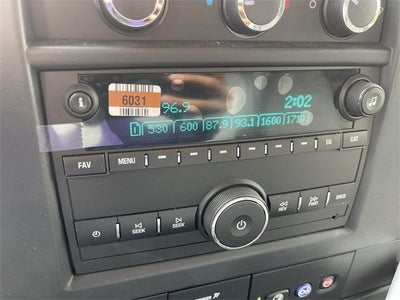 6031
96.9 2:02
1 530 600 87.9 93.1 1600 1710
FAV MENU CAT
SEEK SEEK REV FWD